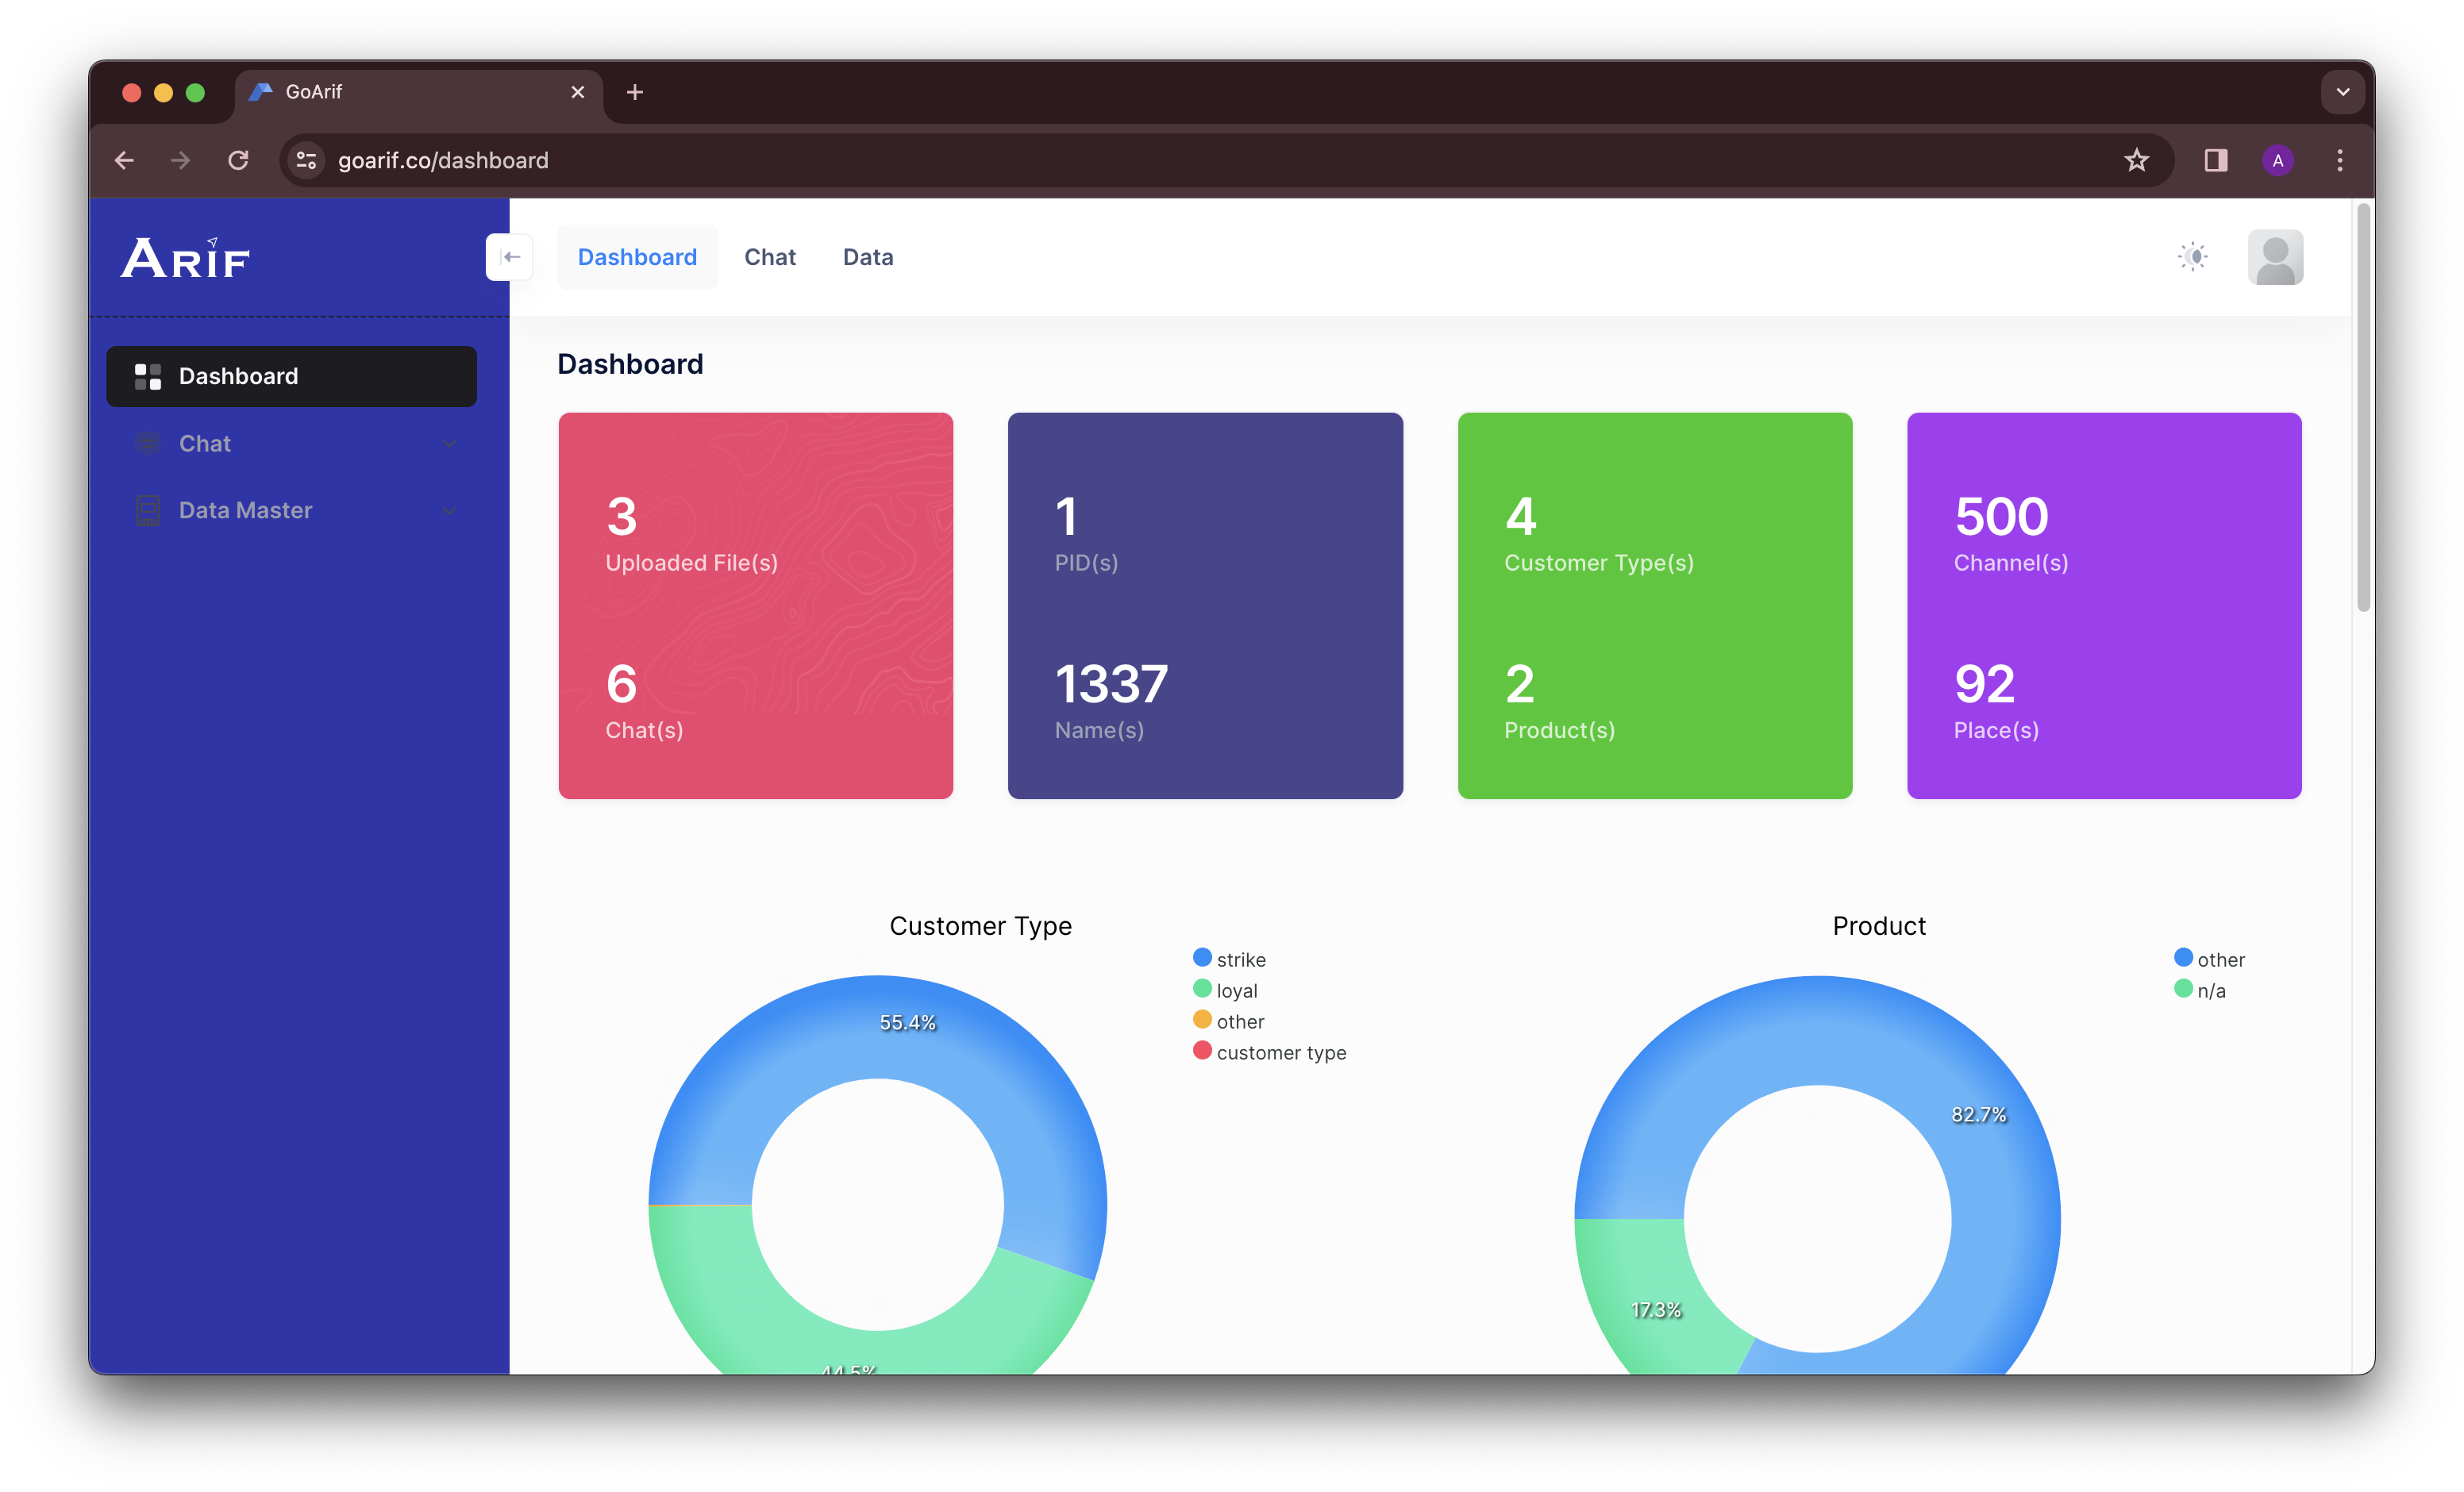 GoArif
goarif.co/dashboard
A
ARIF
Dashboard
Chat
Data
Dashboard
Chat
Data Master
Dashboard
3
Uploaded File(s)
6
Chat(s)
1
PID(s)
1337
Name(s)
4
Customer Type(s)
2
Product(s)
500
Channel(s)
92
Place(s)
Customer Type
strike
loyal
other
customer type
55.4%
44.5%
Product
other
n/a
82.7%
17.3%